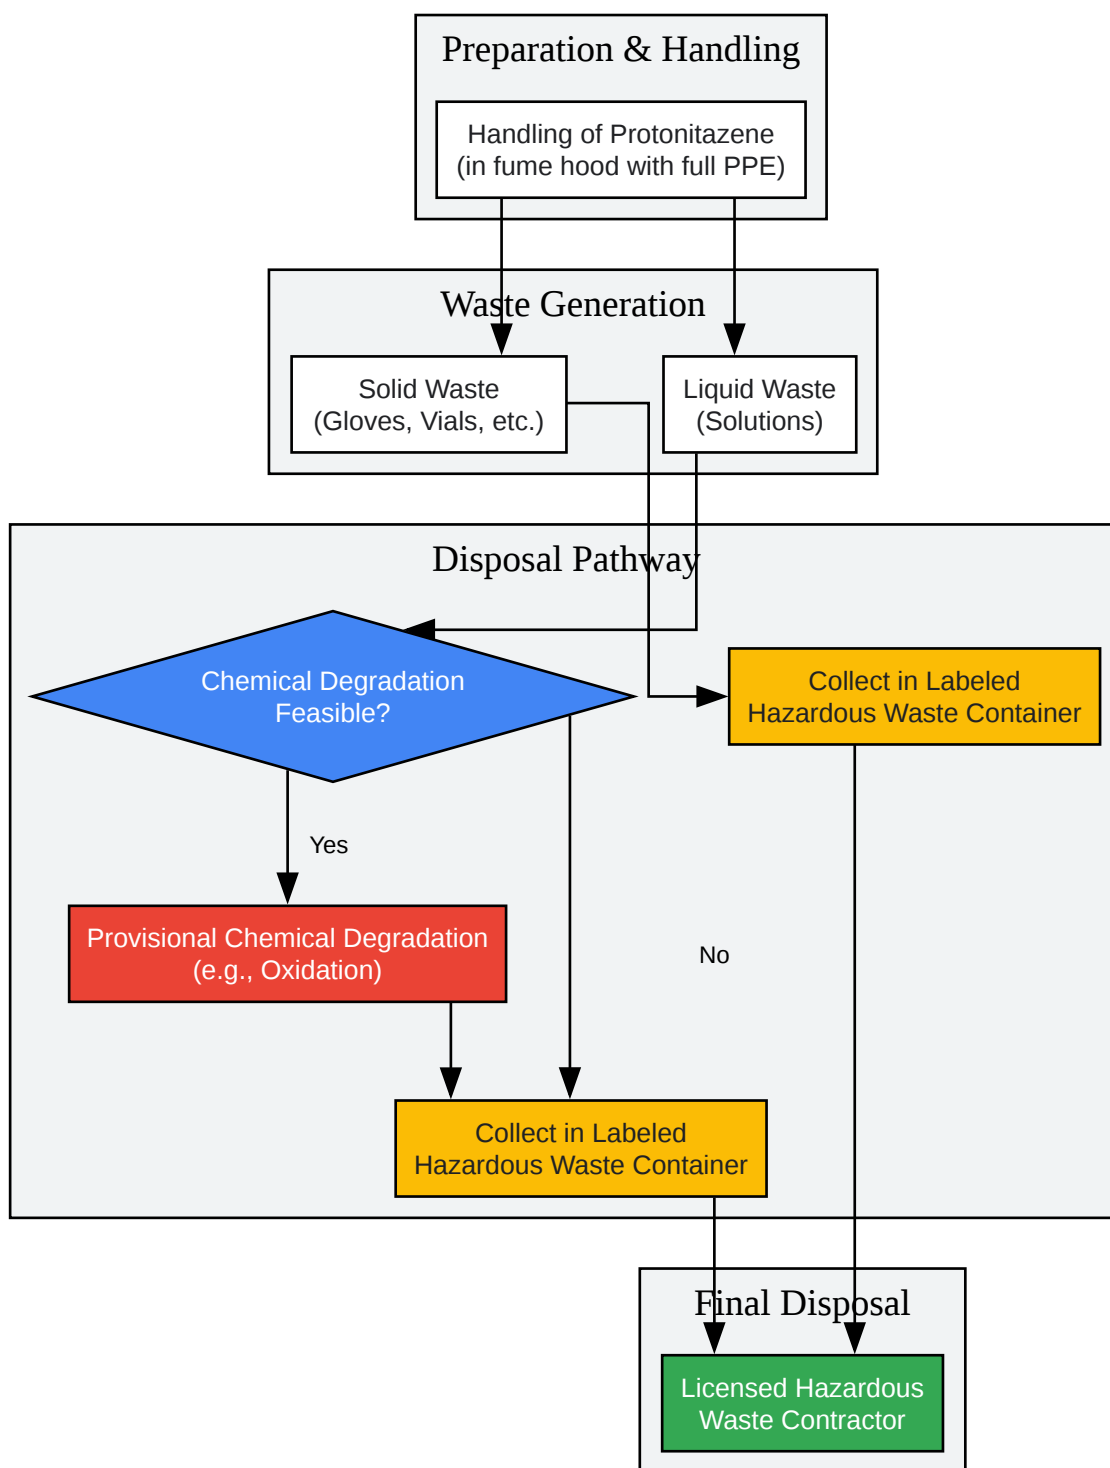 Preparation & Handling
Handling of Protonitazene
(in fume hood with full PPE)
Waste Generation
Solid Waste
(Gloves, Vials, etc.)
Liquid Waste
(Solutions)
Disposal Pathway
Chemical Degradation
Feasible?
Collect in Labeled
Hazardous Waste Container
Yes
Provisional Chemical Degradation
(e.g., Oxidation)
No
Collect in Labeled
Hazardous Waste Container
Final Disposal
Licensed Hazardous
Waste Contractor